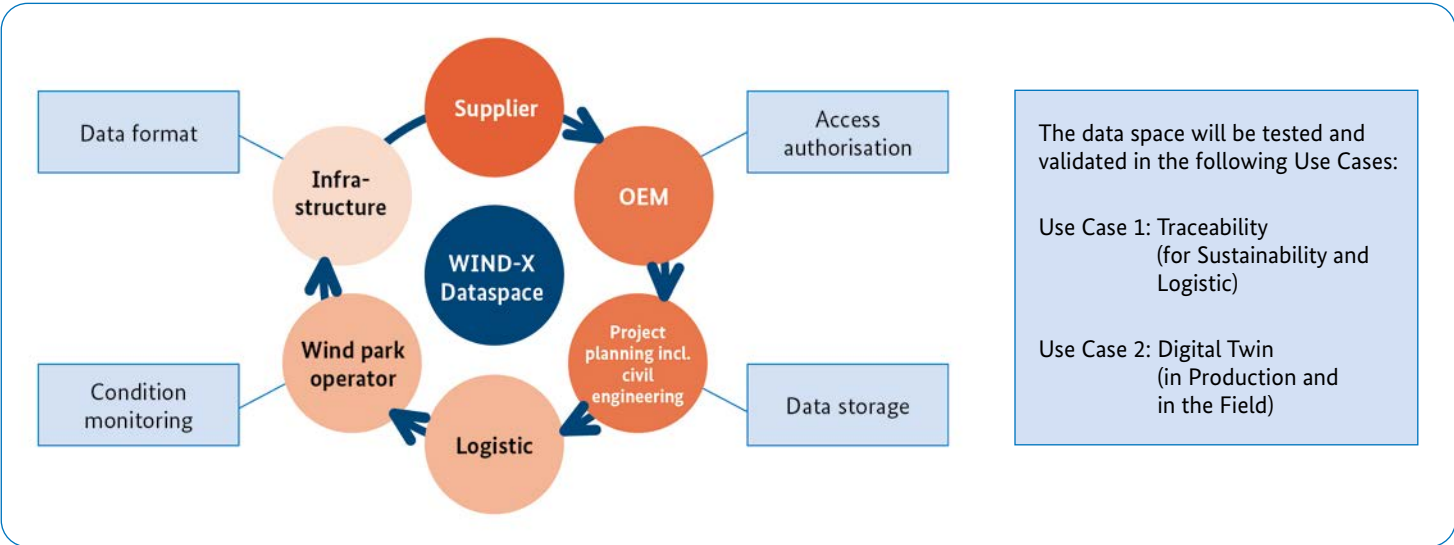 Supplier
Data format
Access
authorisation
Infra-
structure
OEM
WIND-X
Dataspace
Wind park
operator
Project
planning incl.
civil
engineering
Condition
monitoring
Data storage
Logistic
The data space will be tested and
validated in the following Use Cases:
Use Case 1: Traceability
(for Sustainability and
Logistic)
Use Case 2: Digital Twin
(in Production and
in the Field)